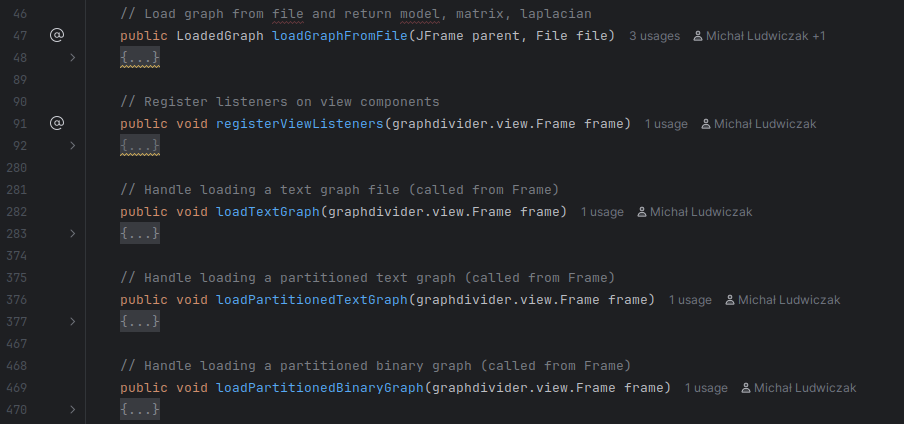 46 // Load graph from file and return model, matrix, laplacian
47 @ public LoadedGraph loadGraphFromFile(JFrame parent, File file) 3 usages Michał Ludwiczak +1
48 > {...}
89
90 // Register listeners on view components
91 @ public void registerViewListeners(graphdivider.view.Frame frame) 1 usage Michał Ludwiczak
92 > {...}
280
281 // Handle loading a text graph file (called from Frame)
282 public void loadTextGraph(graphdivider.view.Frame frame) 1 usage Michał Ludwiczak
283 > {...}
374
375 // Handle loading a partitioned text graph (called from Frame)
376 public void loadPartitionedTextGraph(graphdivider.view.Frame frame) 1 usage Michał Ludwiczak
377 > {...}
467
468 // Handle loading a partitioned binary graph (called from Frame)
469 public void loadPartitionedBinaryGraph(graphdivider.view.Frame frame) 1 usage Michał Ludwiczak
470 > {...}